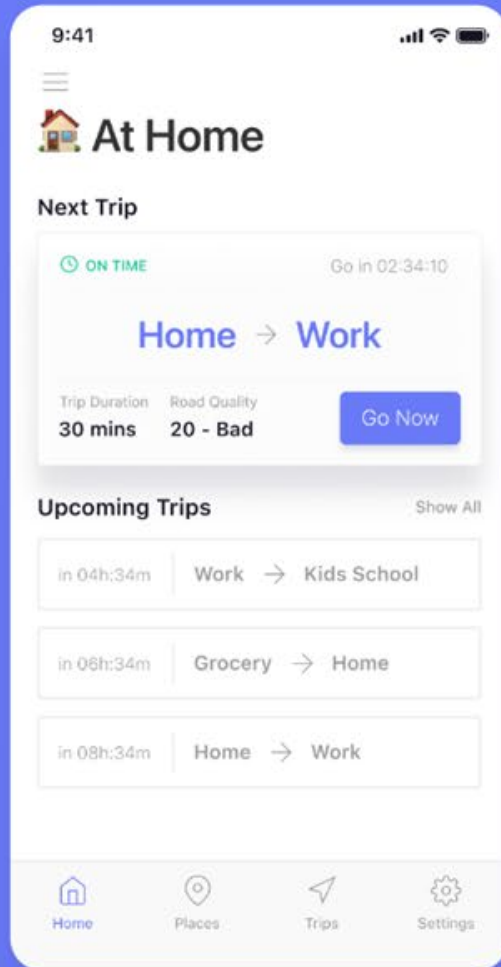 9:41
At Home
Next Trip
ON TIME Go in 02:34:10
Home → Work
Trip Duration Road Quality
30 mins 20 - Bad Go Now
Upcoming Trips Show All
in 04h:34m Work → Kids School
in 06h:34m Grocery → Home
in 08h:34m Home → Work
Home Places Trips Settings